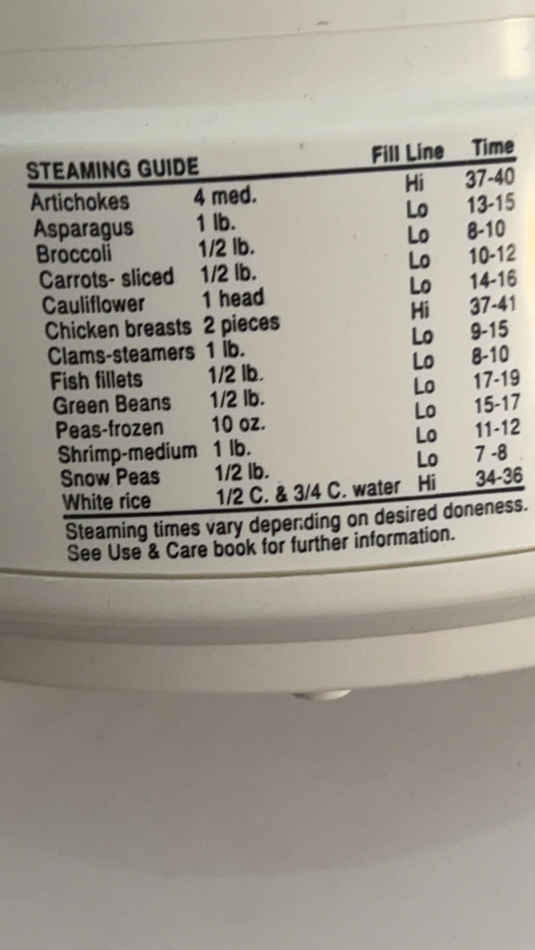 STEAMING GUIDE Fill Line Time
Artichokes 4 med. Hi 37-40
Asparagus 1 lb. Lo 13-15
Broccoli 1/2 lb. Lo 8-10
Carrots- sliced 1/2 lb. Lo 10-12
Cauliflower 1 head Lo 14-16
Chicken breasts 2 pieces Hi 37-41
Clams-steamers 1 lb. Lo 9-15
Fish fillets 1/2 lb. Lo 8-10
Green Beans 1/2 lb. Lo 17-19
Peas-frozen 10 oz. Lo 15-17
Shrimp-medium 1 lb. Lo 11-12
Snow Peas 1/2 lb. Lo 7 -8
White rice 1/2 C. & 3/4 C. water Hi 34-36
Steaming times vary depending on desired doneness.
See Use & Care book for further information.